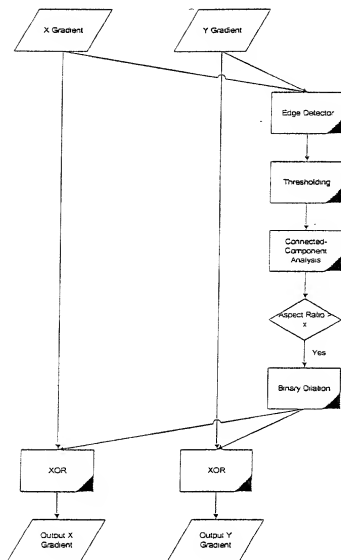 X Gradient
Y Gradient
Edge Detector
Thresholding
Connected-
Component
Analysis
Aspect Ratio >
x
Yes
Binary Dilation
XOR
XOR
Output X
Gradient
Output Y
Gradient